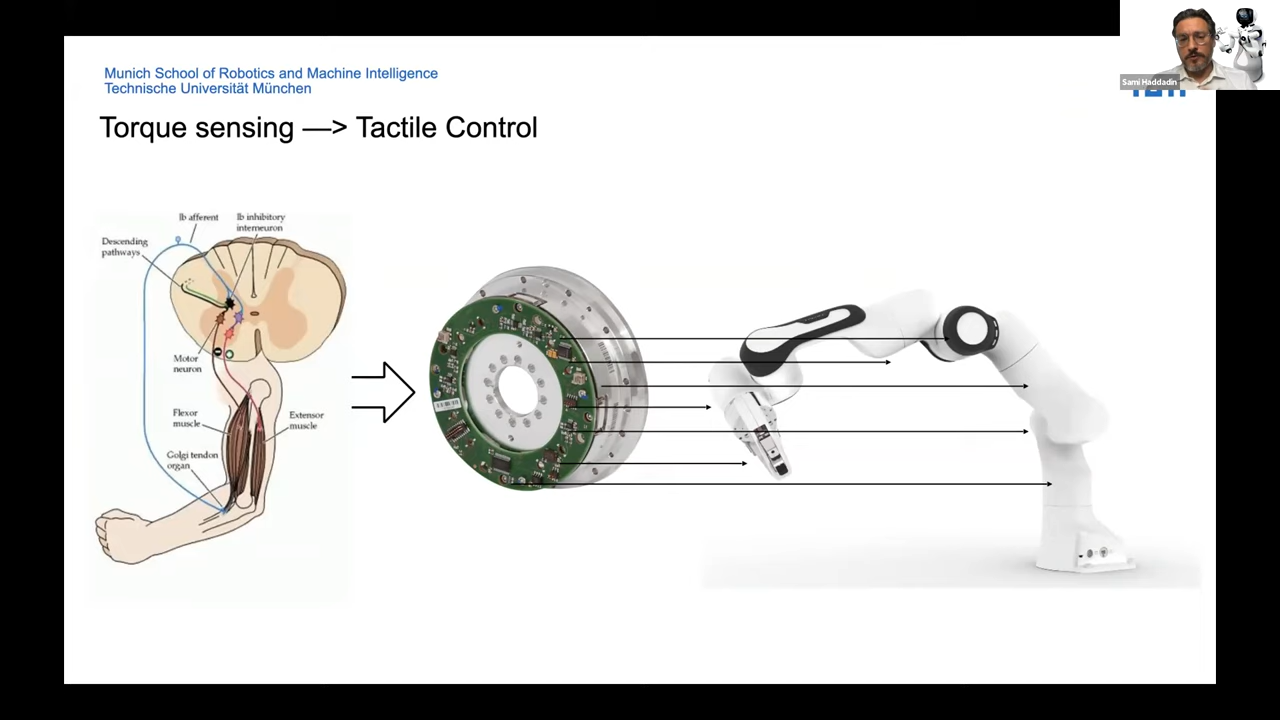 Munich School of Robotics and Machine Intelligence
Technische Universität München
Torque sensing —> Tactile Control
Ib afferent
Ib inhibitory
interneuron
Descending
pathways
Motor
neuron
Flexor
muscle
Extensor
muscle
Golgi tendon
organ
Sami Haddadin